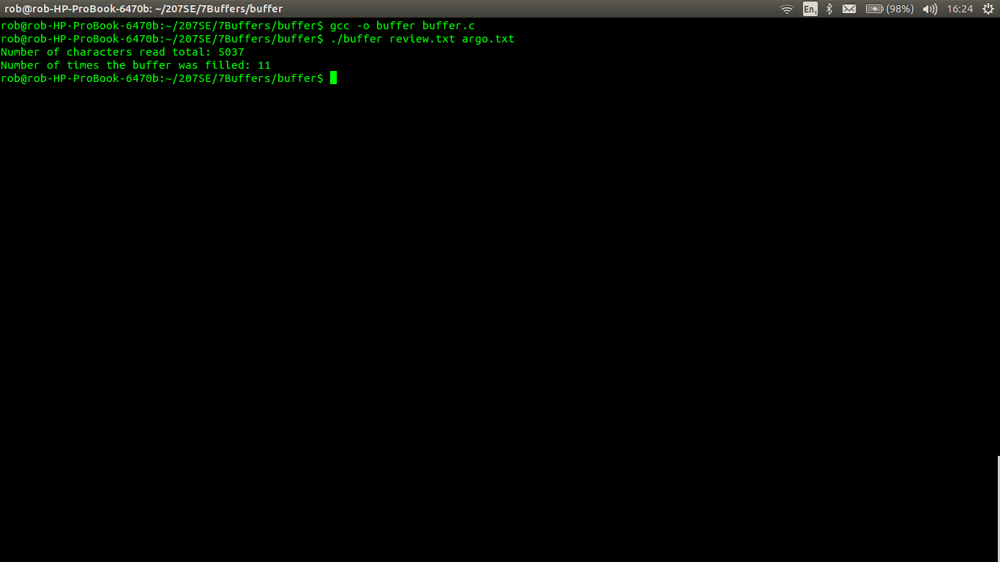 rob@rob-HP-ProBook-6470b: ~/207SE/7Buffers/buffer En1 (98%) 16:24
rob@rob-HP-ProBook-6470b:~/207SE/7Buffers/buffer$ gcc -o buffer buffer.c
rob@rob-HP-ProBook-6470b:~/207SE/7Buffers/buffer$ ./buffer review.txt argo.txt
Number of characters read total: 5037
Number of times the buffer was filled: 11
rob@rob-HP-ProBook-6470b:~/207SE/7Buffers/buffer$